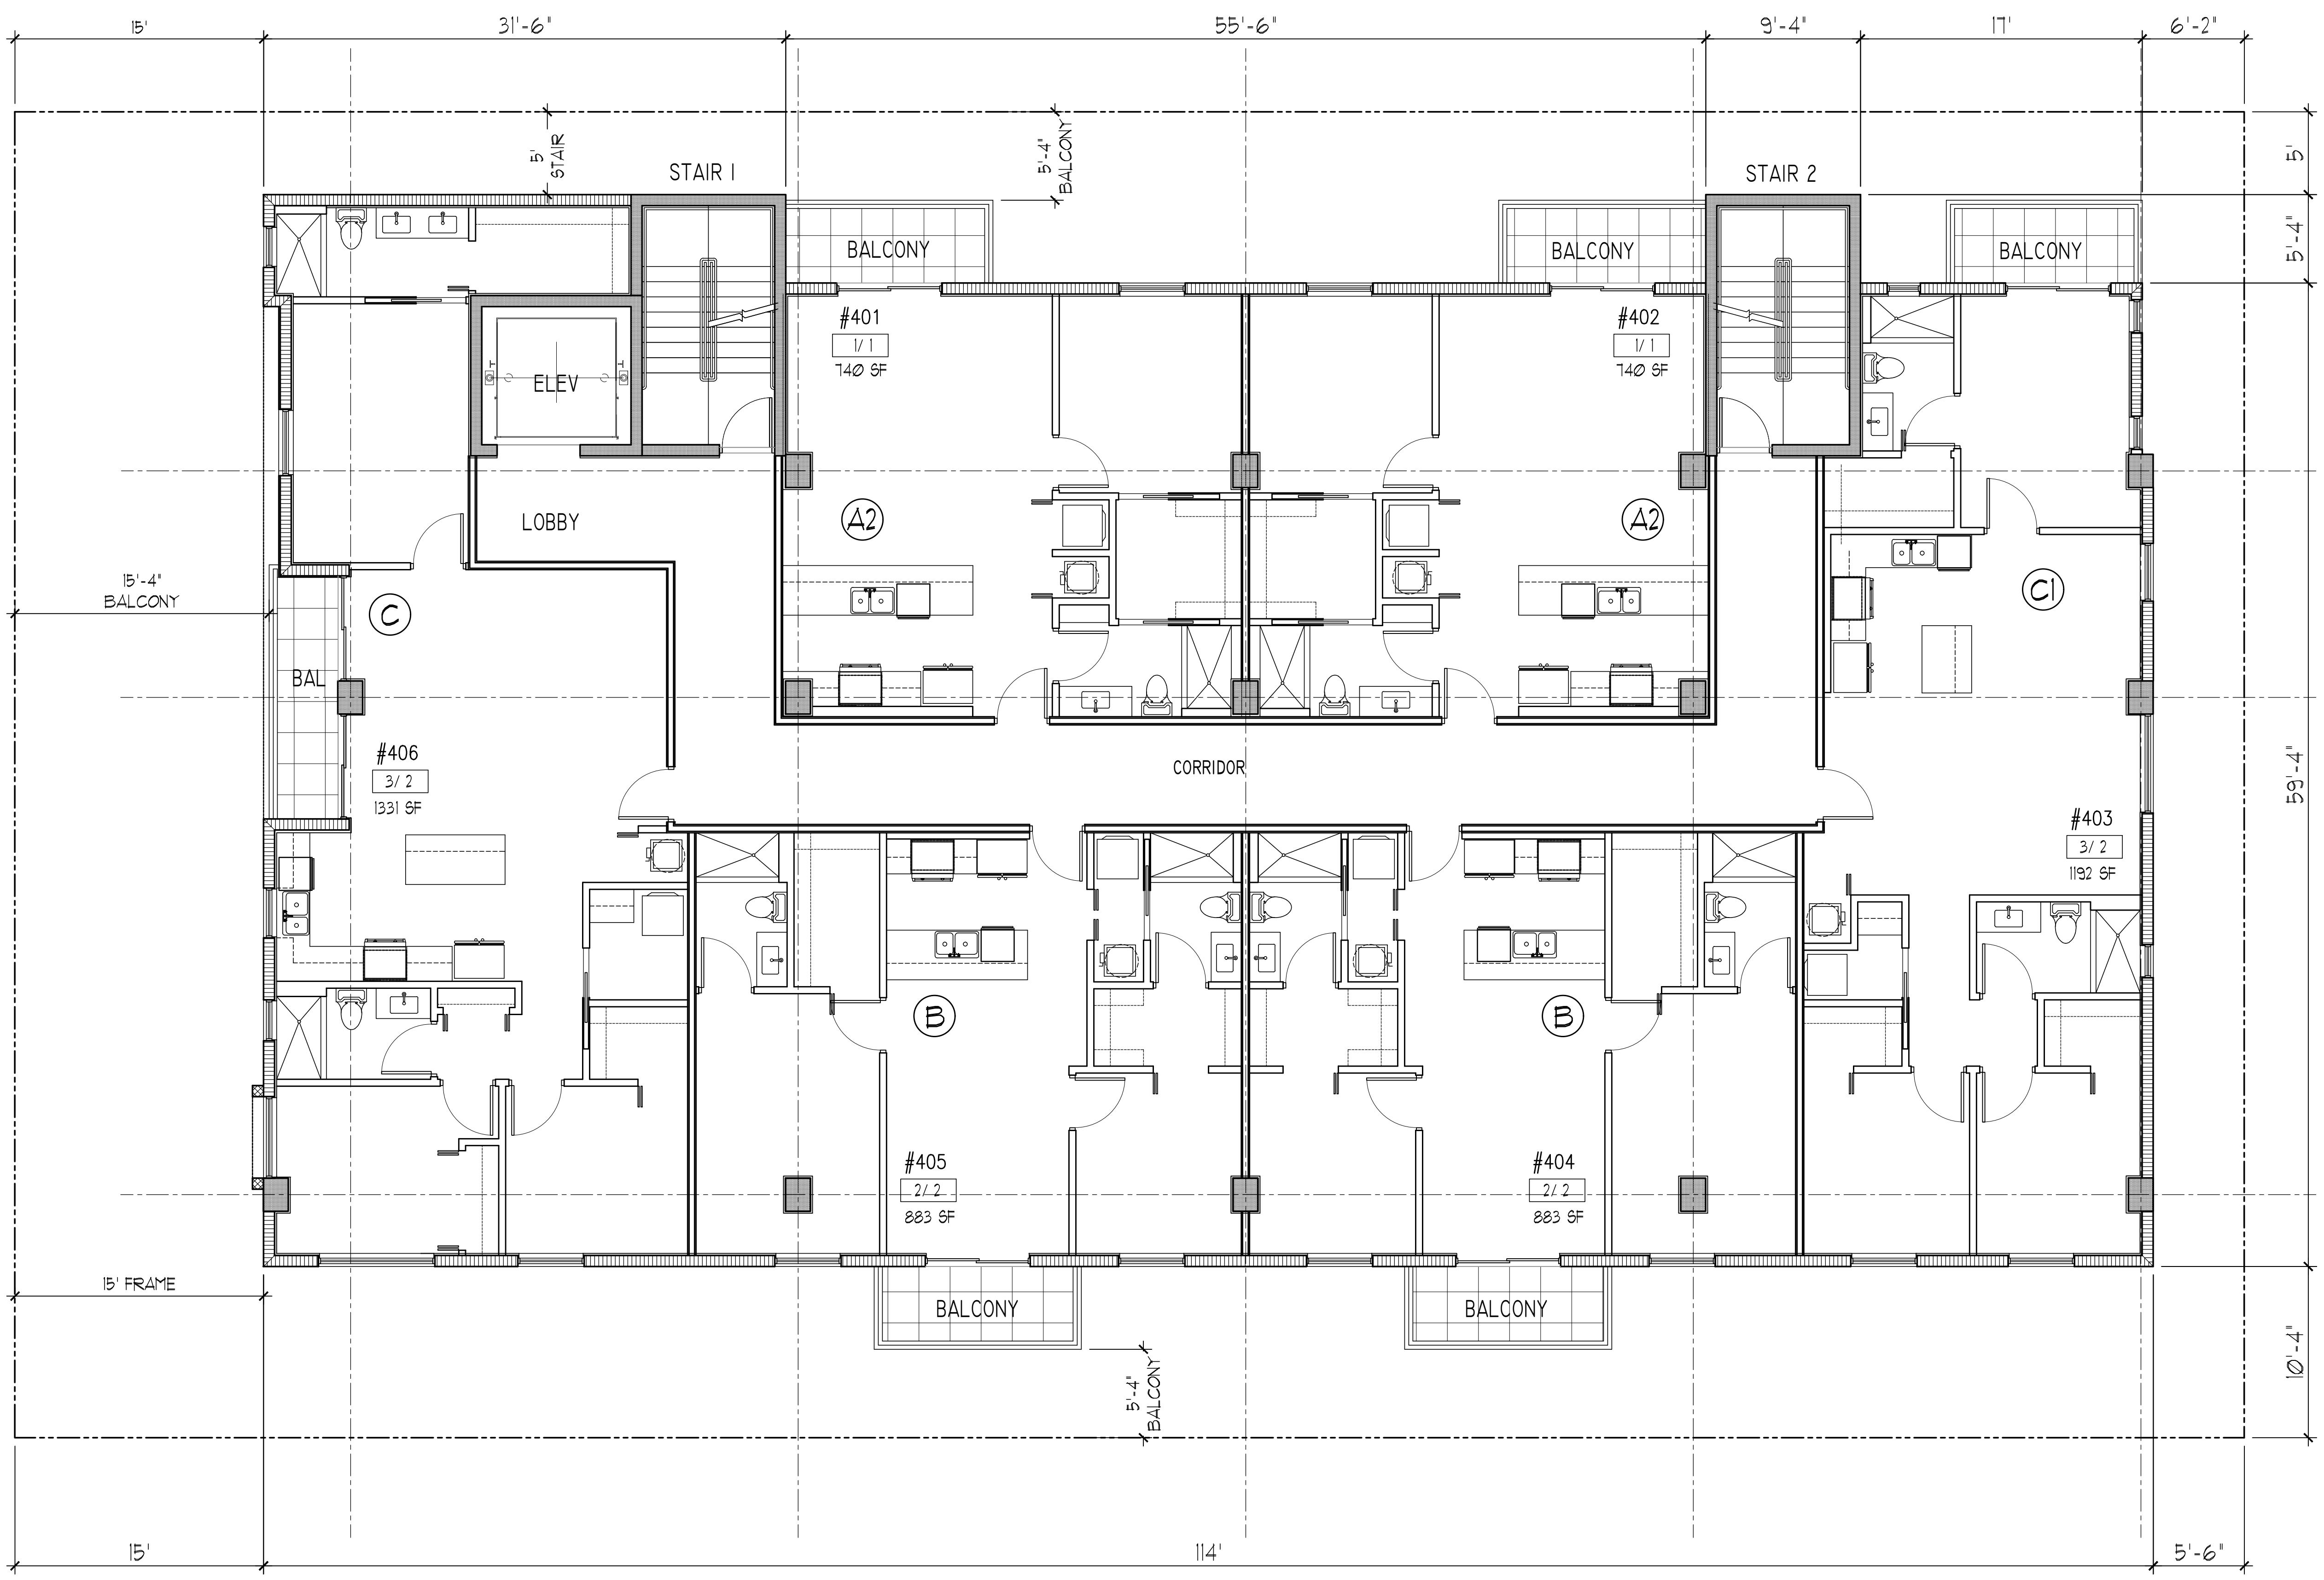 15'
31'-6"
55'-6"
9'-4"
17'
6'-2"
5'
STAIR
5'-4"
BALCONY
5'
STAIR 1
STAIR 2
5'-4"
BALCONY
BALCONY
BALCONY
#401
1/ 1
740 SF
#402
1/ 1
740 SF
ELEV
LOBBY
A2
A2
15'-4"
BALCONY
C
C1
BAL
#406
3/ 2
1331 SF
CORRIDOR
59'-4"
#403
3/ 2
1192 SF
B
B
#405
2/ 2
883 SF
#404
2/ 2
883 SF
15' FRAME
BALCONY
BALCONY
5'-4"
BALCONY
10'-4"
15'
114'
5'-6"